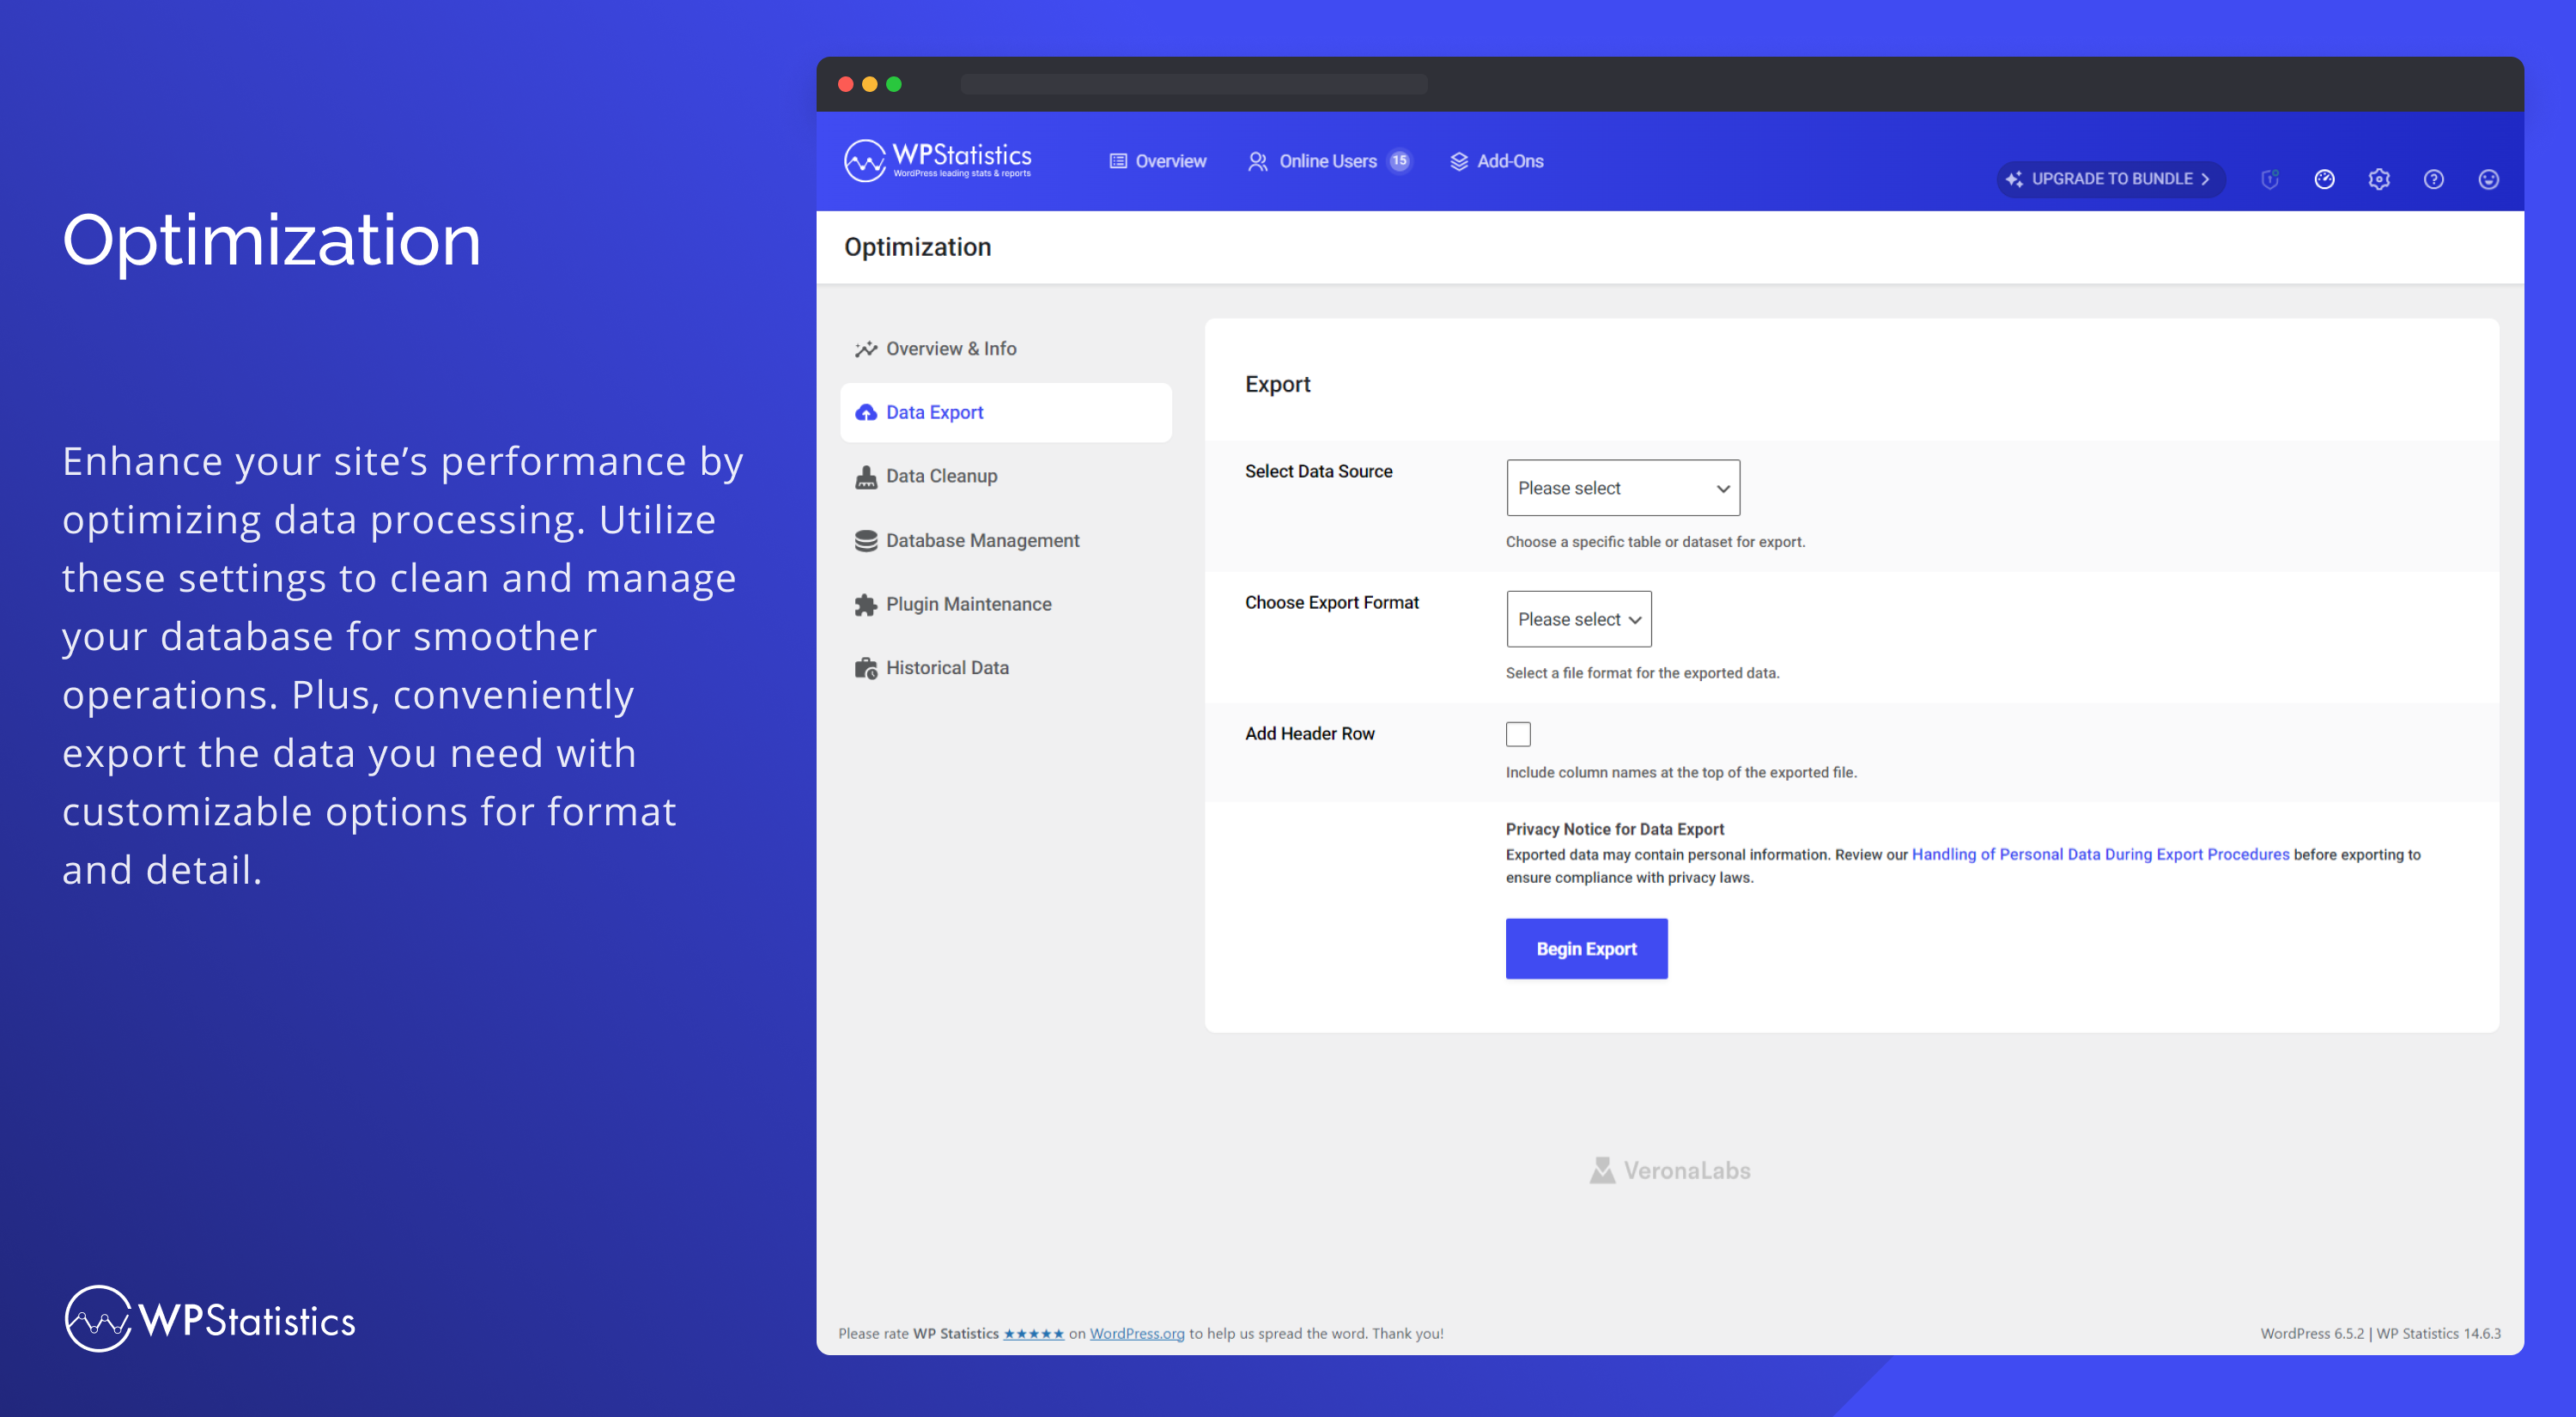 Optimization
Enhance your site’s performance by
optimizing data processing. Utilize
these settings to clean and manage
your database for smoother
operations. Plus, conveniently
export the data you need with
customizable options for format
and detail.
WPStatistics
WPStatistics
WordPress leading stats & reports
Overview
Online Users 15
Add-Ons
UPGRADE TO BUNDLE
Optimization
Overview & Info
Data Export
Data Cleanup
Database Management
Plugin Maintenance
Historical Data
Export
Select Data Source
Please select
Choose a specific table or dataset for export.
Choose Export Format
Please select
Select a file format for the exported data.
Add Header Row
Include column names at the top of the exported file.
Privacy Notice for Data Export
Exported data may contain personal information. Review our Handling of Personal Data During Export Procedures before exporting to
ensure compliance with privacy laws.
Begin Export
VeronaLabs
Please rate WP Statistics ★★★★★ on WordPress.org to help us spread the word. Thank you!
WordPress 6.5.2 | WP Statistics 14.6.3